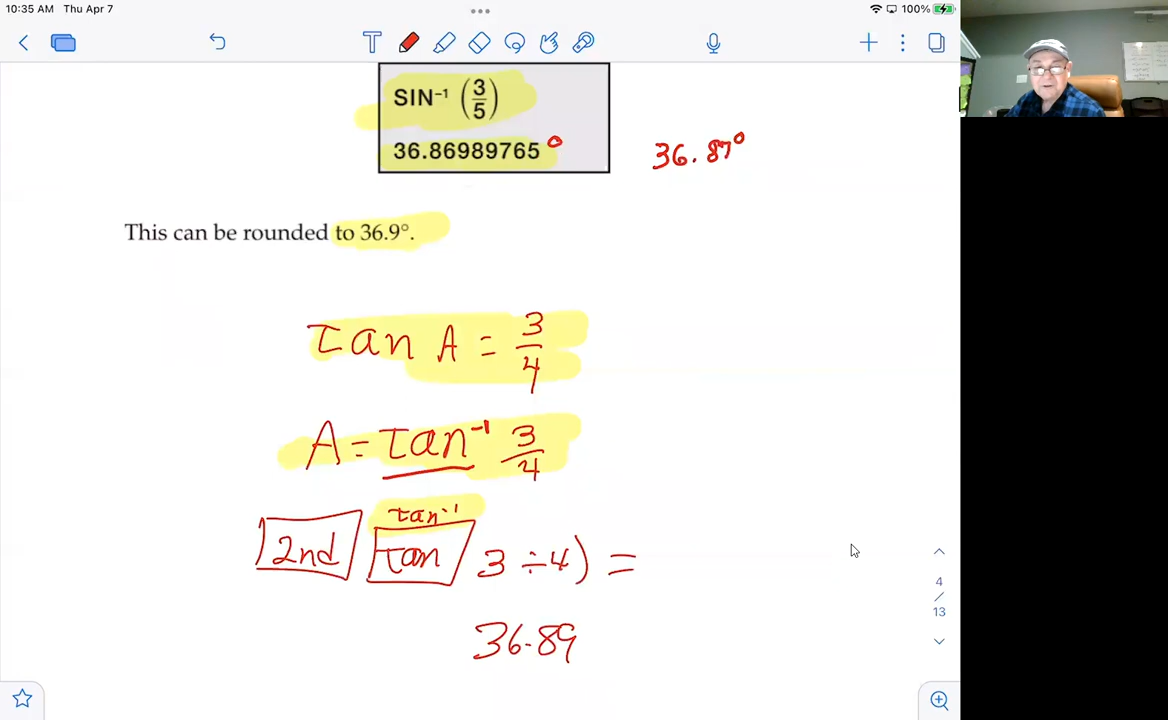 10:35 AM Thu Apr 7
100%
T
SIN⁻¹ (3/5)
36.86989765°
36.87°
This can be rounded to 36.9°.
tan A = 3/4
A = tan⁻¹ 3/4
tan⁻¹
2nd tan 3 ÷ 4) =
36.89
4
/
13